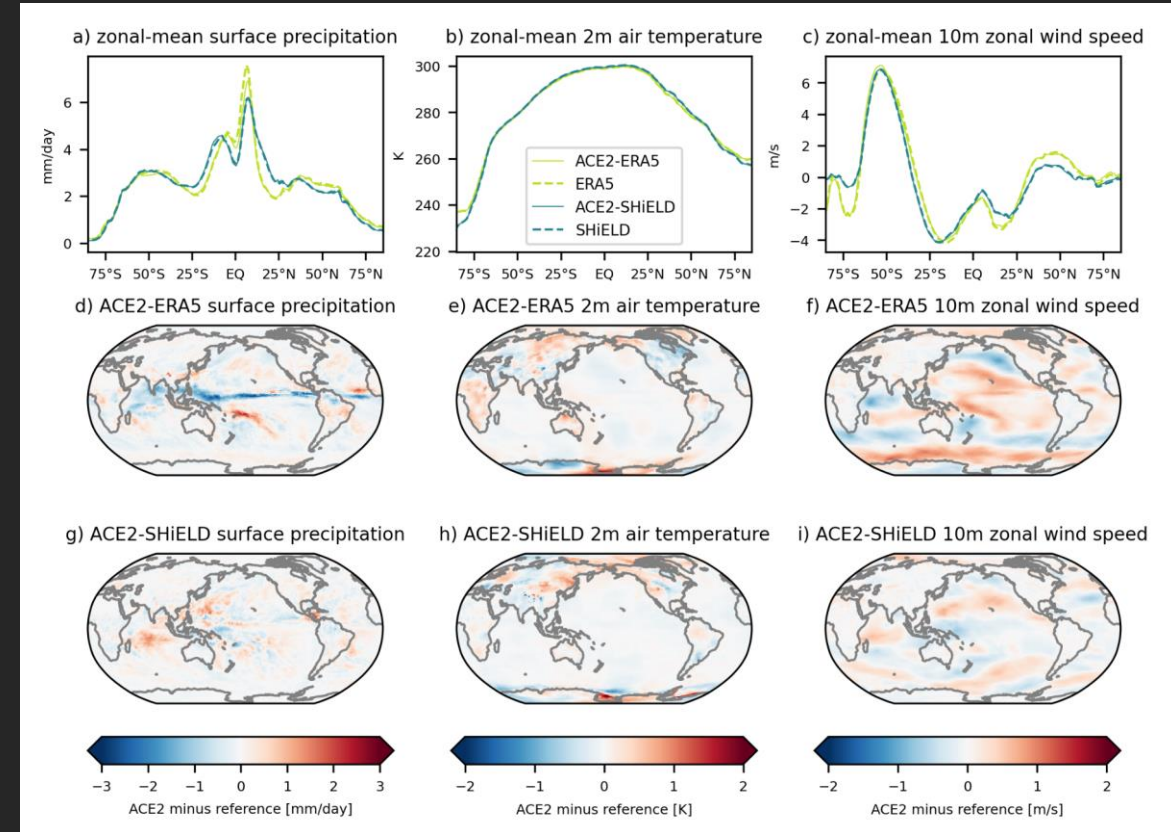 a) zonal-mean surface precipitation
b) zonal-mean 2m air temperature
c) zonal-mean 10m zonal wind speed
mm/day
6
4
2
0
75°S 50°S 25°S EQ 25°N 50°N 75°N
K
300
280
260
240
220
ACE2-ERA5
ERA5
ACE2-SHiELD
SHiELD
75°S 50°S 25°S EQ 25°N 50°N 75°N
m/s
6
4
2
0
−2
−4
75°S 50°S 25°S EQ 25°N 50°N 75°N
d) ACE2-ERA5 surface precipitation
e) ACE2-ERA5 2m air temperature
f) ACE2-ERA5 10m zonal wind speed
g) ACE2-SHiELD surface precipitation
h) ACE2-SHiELD 2m air temperature
i) ACE2-SHiELD 10m zonal wind speed
−3 −2 −1 0 1 2 3
ACE2 minus reference [mm/day]
−2 −1 0 1 2
ACE2 minus reference [K]
−2 −1 0 1 2
ACE2 minus reference [m/s]